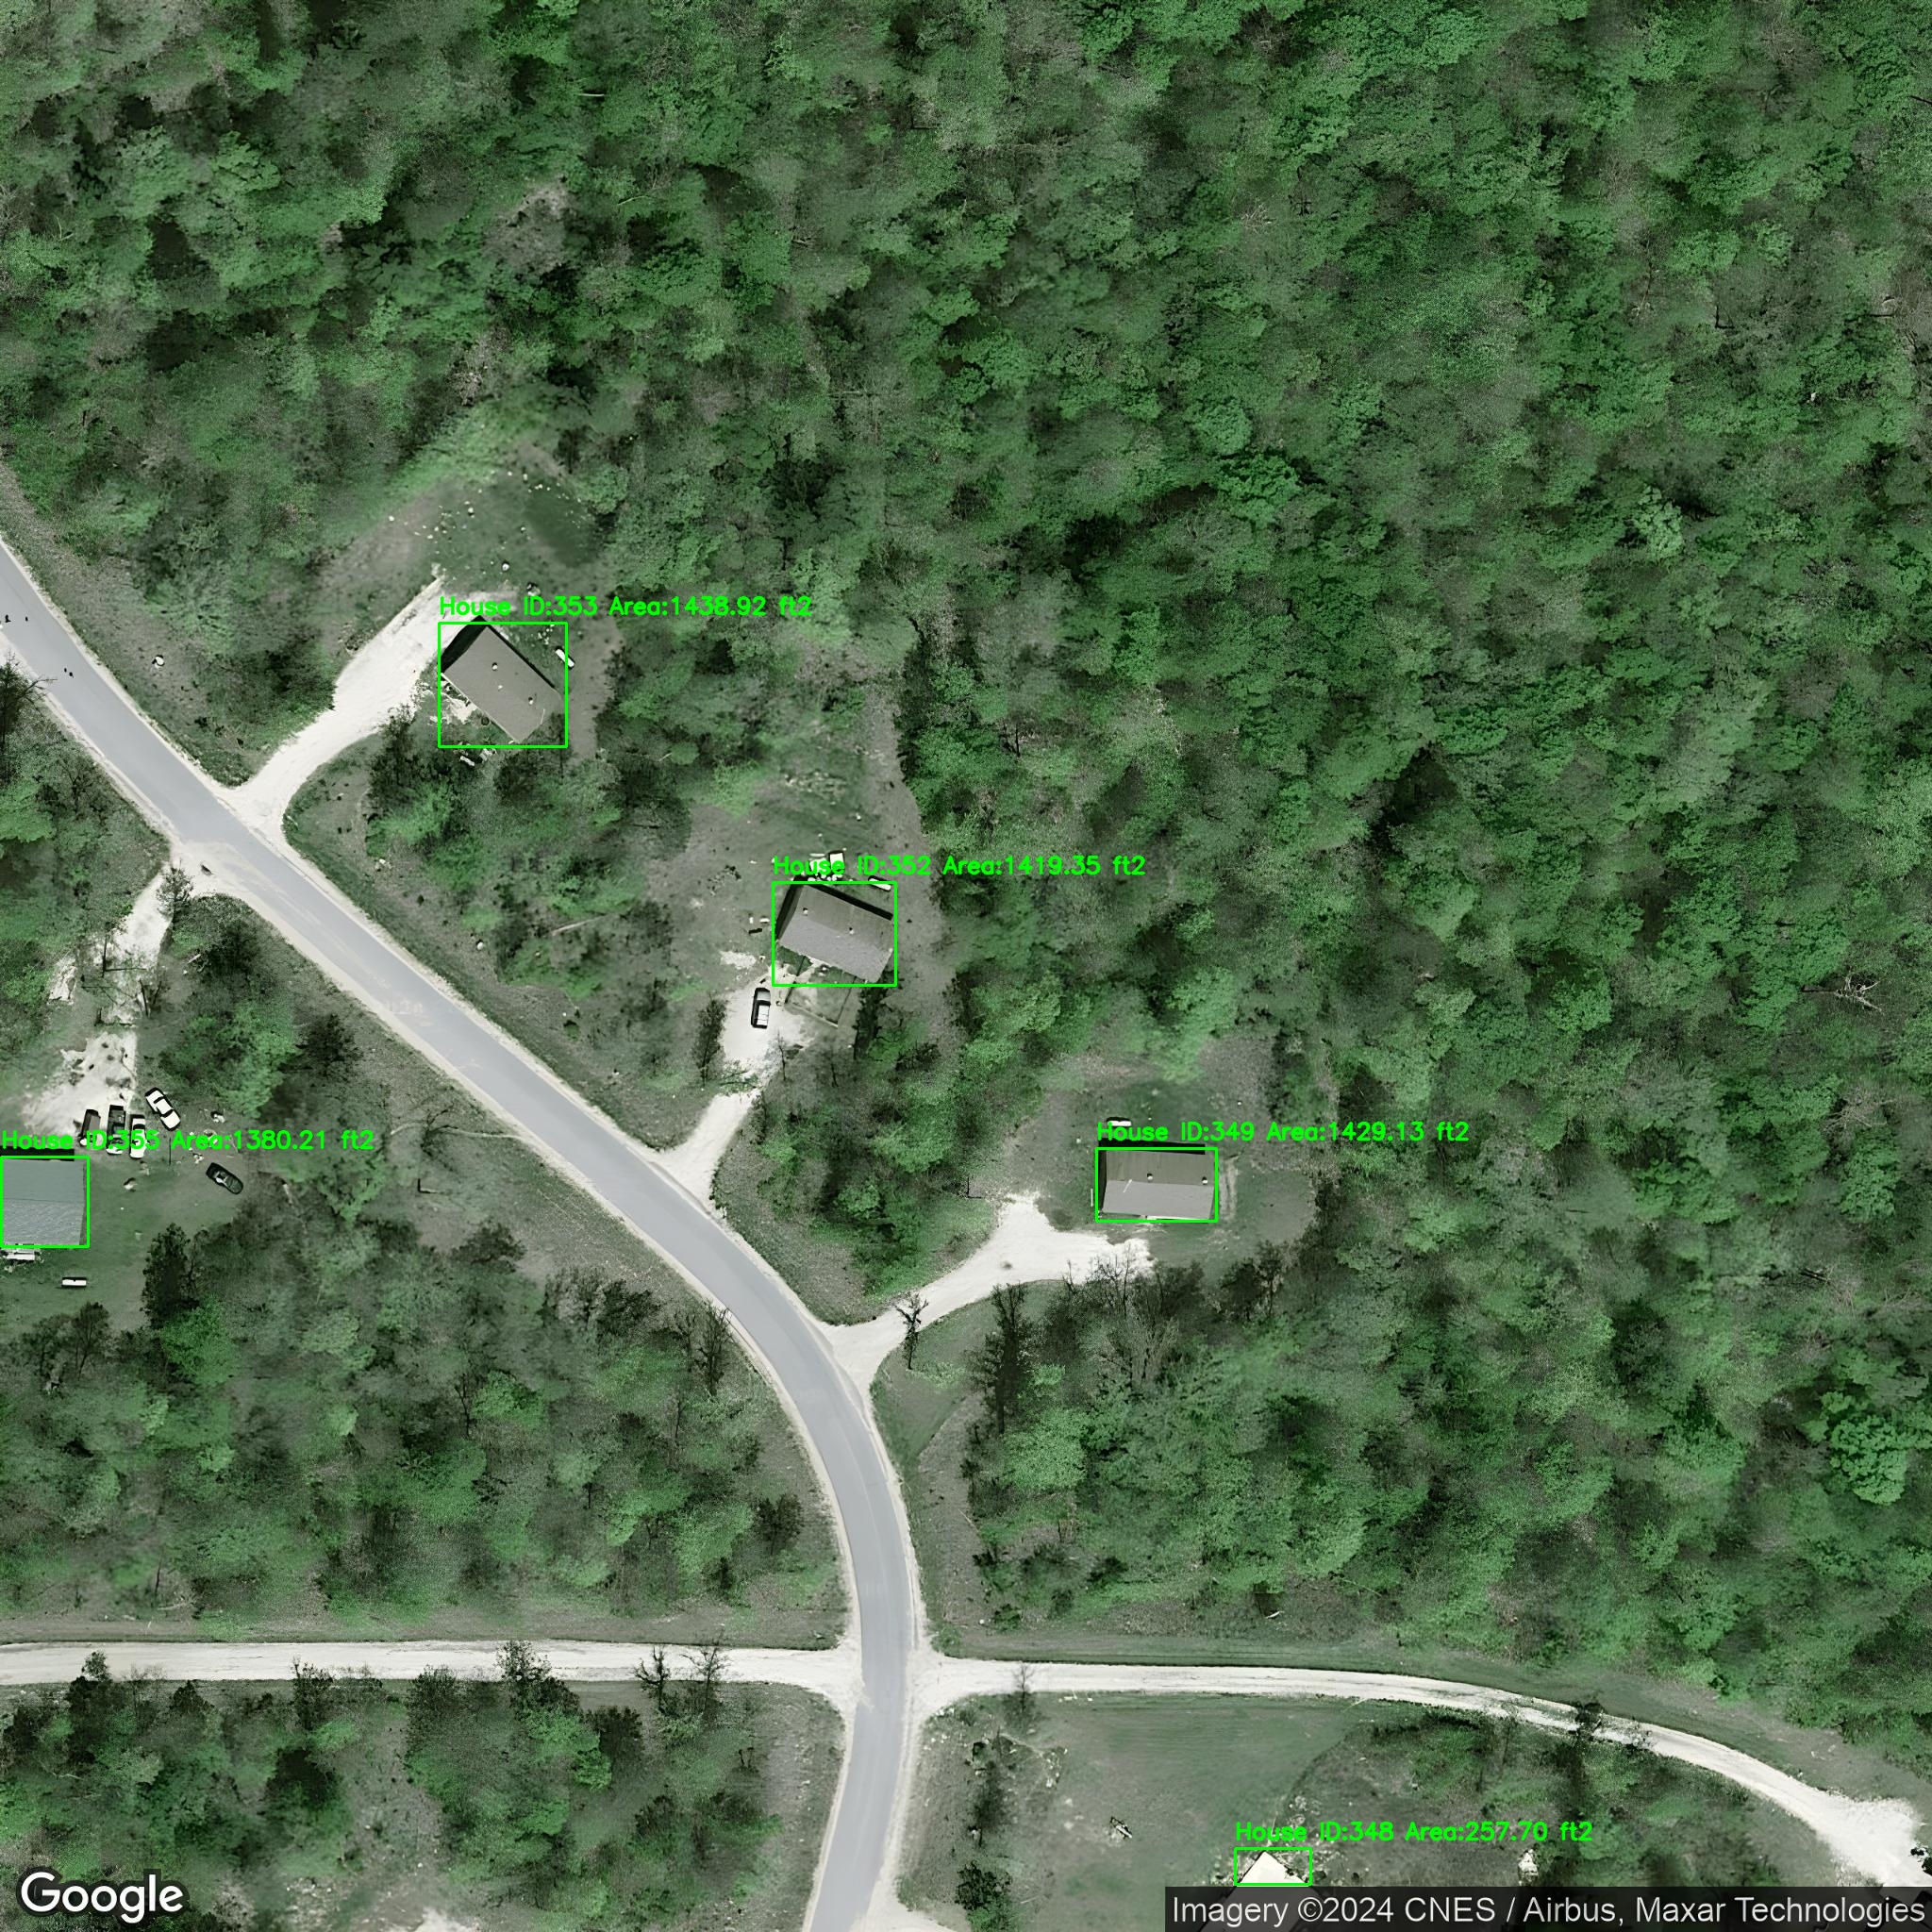 House ID:353 Area:1438.92 ft2
House ID:352 Area:1419.35 ft2
House ID:355 Area:1380.21 ft2
House ID:349 Area:1429.13 ft2
House ID:348 Area:257.70 ft2
Google
Imagery ©2024 CNES / Airbus, Maxar Technologies